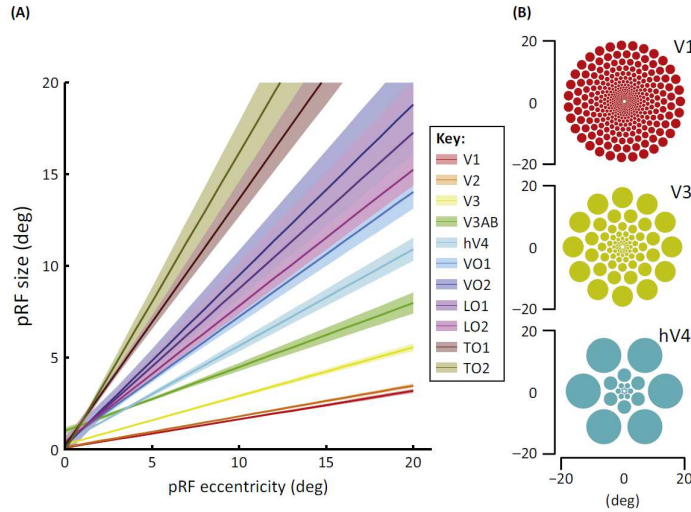 (A)
pRF size (deg)
20
15
10
5
0
0 5 10 15 20
pRF eccentricity (deg)
Key:
V1
V2
V3
V3AB
hV4
VO1
VO2
LO1
LO2
TO1
TO2
(B)
V1
20
0
−20
V3
20
0
−20
hV4
20
0
−20
−20 0 20
(deg)